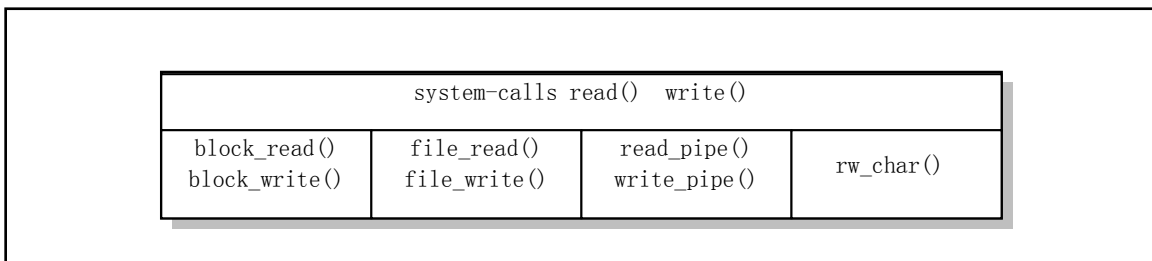 system-calls read()  write()
block_read()
block_write()
file_read()
file_write()
read_pipe()
write_pipe()
rw_char()